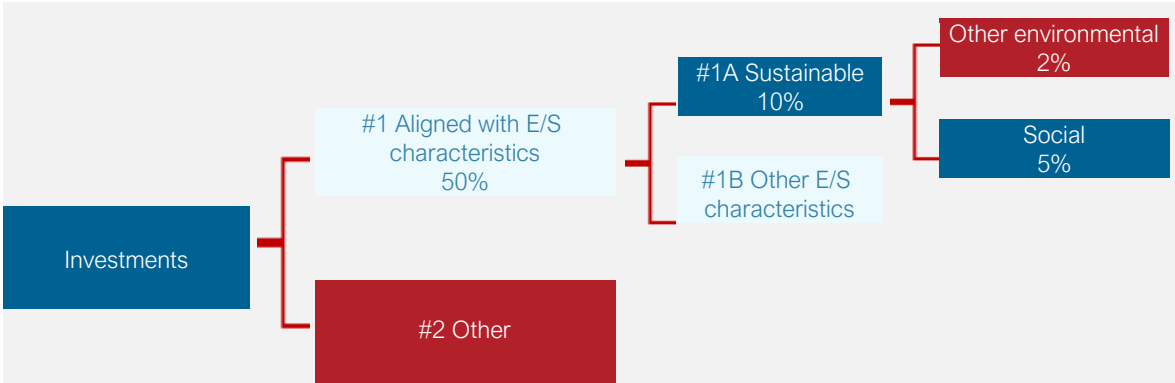 Investments
#1 Aligned with E/S
characteristics
50%
#2 Other
#1A Sustainable
10%
#1B Other E/S
characteristics
Other environmental
2%
Social
5%